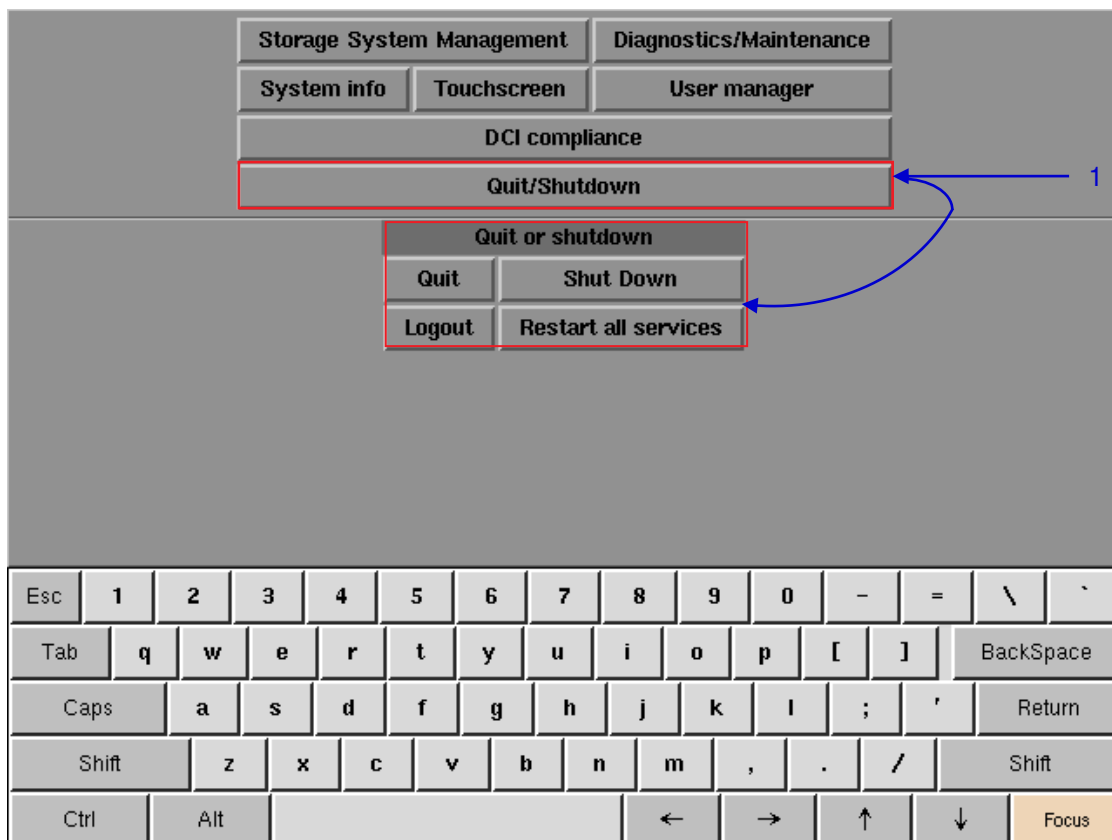 Storage System Management Diagnostics/Maintenance
System info Touchscreen User manager
DCI compliance
Quit/Shutdown 1
Quit or shutdown
Quit Shut Down
Logout Restart all services
Esc 1 2 3 4 5 6 7 8 9 0 - = \ `
Tab q w e r t y u i o p [ ] BackSpace
Caps a s d f g h j k l ; ' Return
Shift z x c v b n m , . / Shift
Ctrl Alt ← → ↑ ↓ Focus